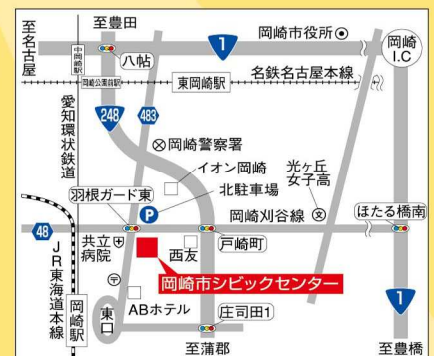 至豊田
至名古屋
1
岡崎市役所
岡崎
I.C
中岡崎駅
八帖
岡崎公園前駅
東岡崎駅
名鉄名古屋本線
愛知環状鉄道
248
483
岡崎警察署
イオン岡崎
光ヶ丘
女子高
羽根ガード東
P
北駐車場
岡崎刈谷線
文
ほたる橋南
48
共立
病院
西友
戸崎町
JR東海道本線
岡崎市シビックセンター
〒
岡崎駅
東口
ABホテル
庄司田1
1
至蒲郡
至豊橋